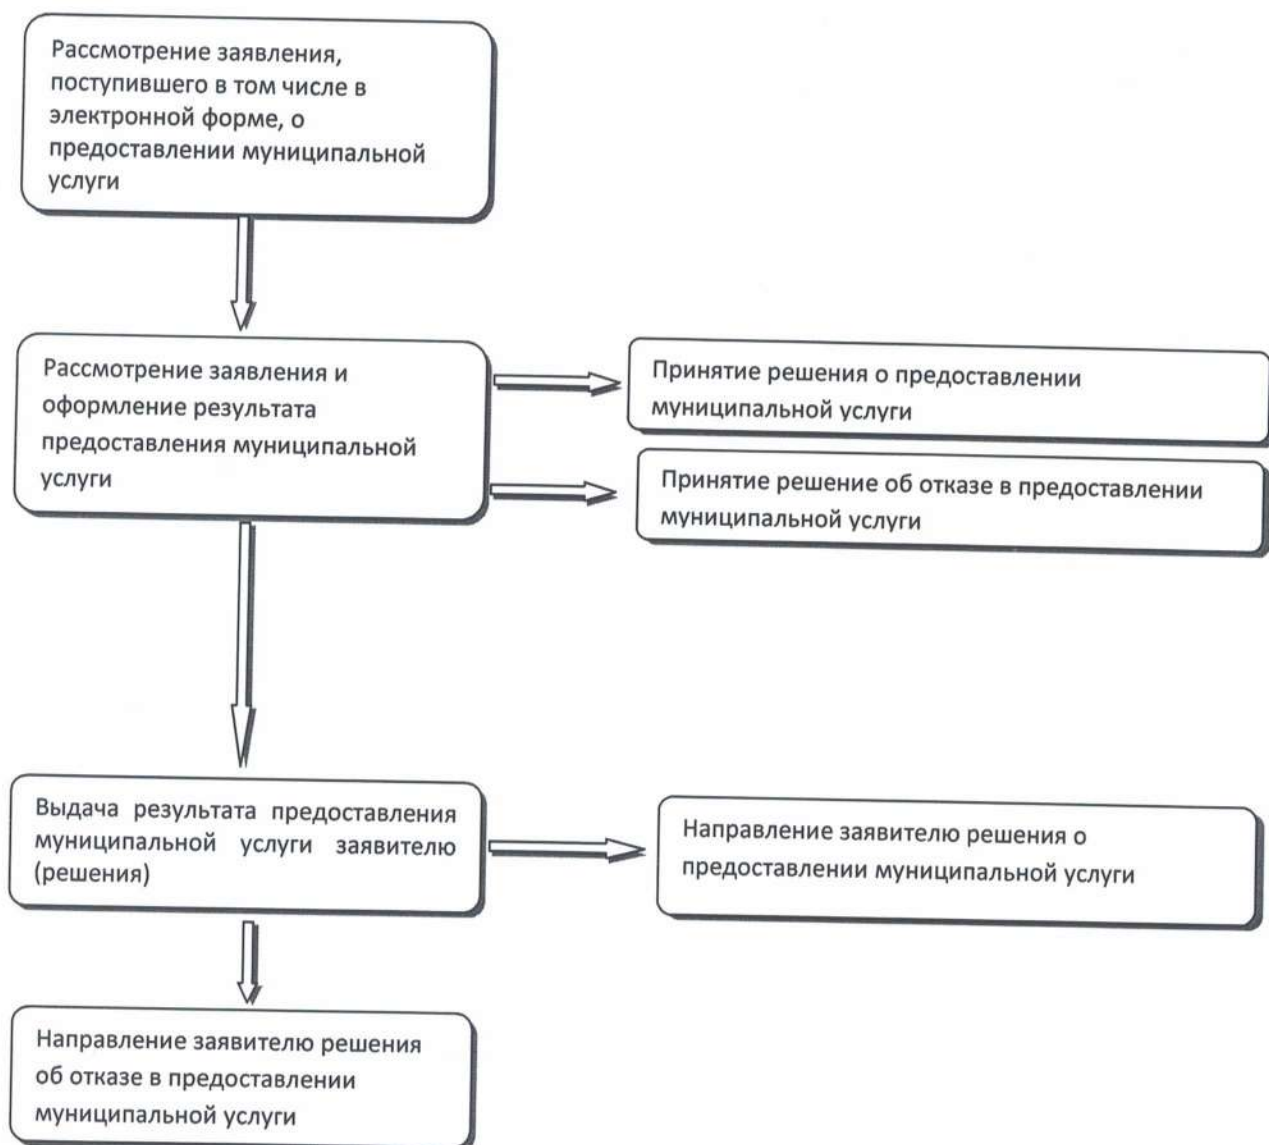 Рассмотрение заявления,
поступившего в том числе в
электронной форме, о
предоставлении муниципальной
услуги
Рассмотрение заявления и
оформление результата
предоставления муниципальной
услуги
Принятие решения о предоставлении
муниципальной услуги
Принятие решение об отказе в предоставлении
муниципальной услуги
Выдача результата предоставления
муниципальной услуги заявителю
(решения)
Направление заявителю решения о
предоставлении муниципальной услуги
Направление заявителю решения
об отказе в предоставлении
муниципальной услуги